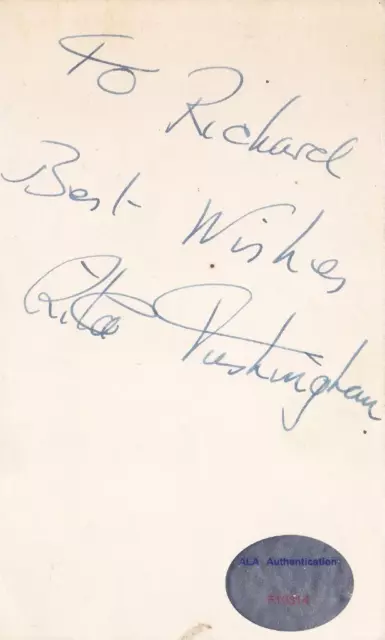 To Richard
Best Wishes
Rita Tushingham
ALA Authentication